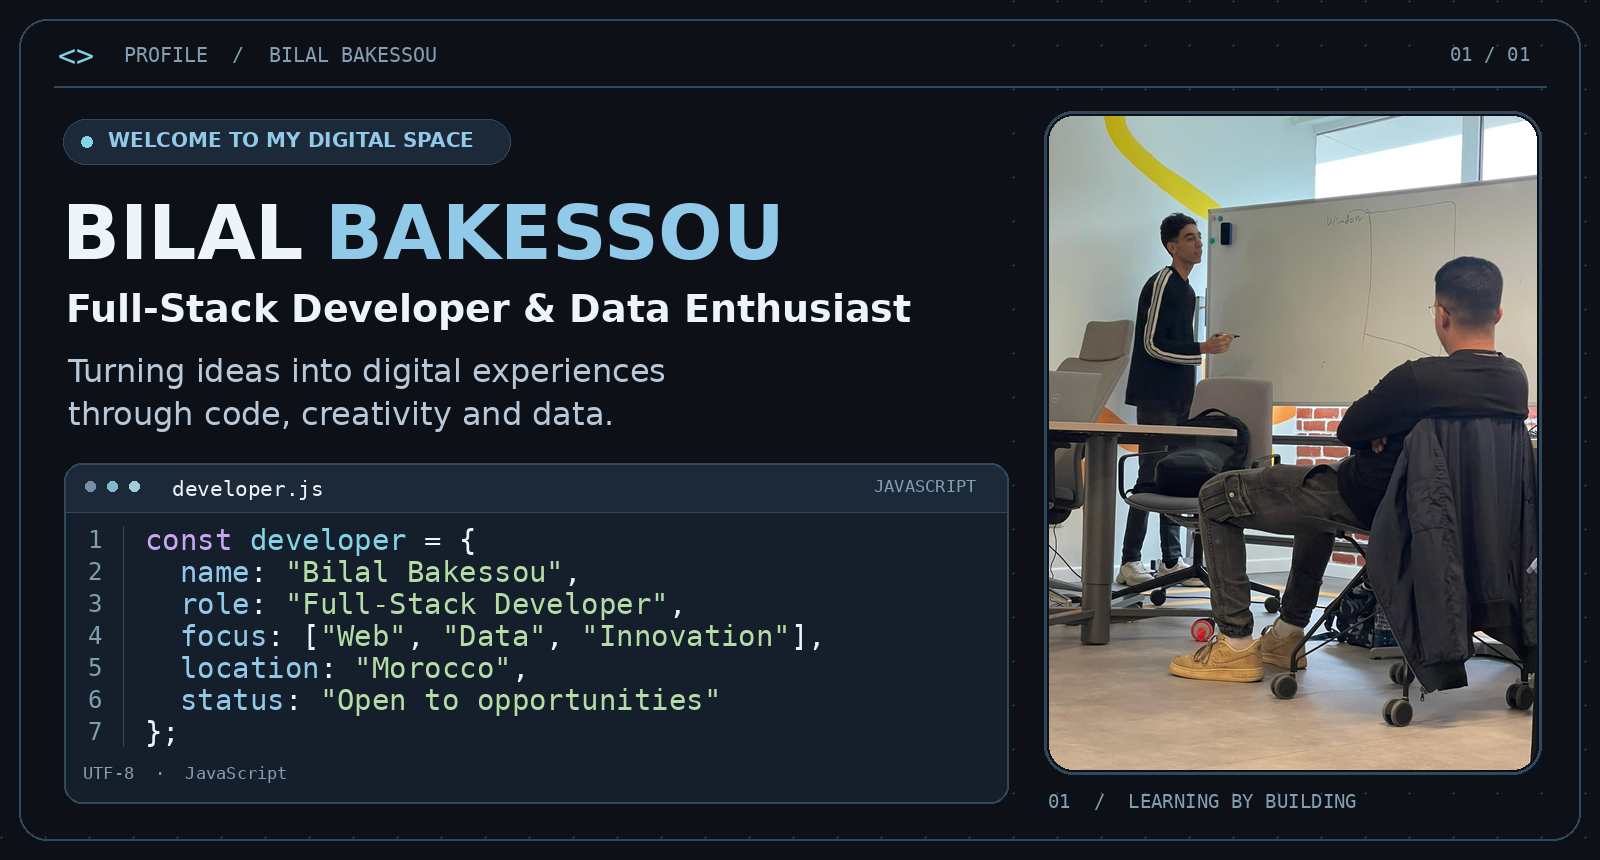 <> PROFILE / BILAL BAKESSOU
01 / 01
WELCOME TO MY DIGITAL SPACE
BILAL BAKESSOU
Full-Stack Developer & Data Enthusiast
Turning ideas into digital experiences
through code, creativity and data.
developer.js
JAVASCRIPT
1 const developer = {
2   name: "Bilal Bakessou",
3   role: "Full-Stack Developer",
4   focus: ["Web", "Data", "Innovation"],
5   location: "Morocco",
6   status: "Open to opportunities"
7 };
UTF-8 · JavaScript
Window
01 / LEARNING BY BUILDING